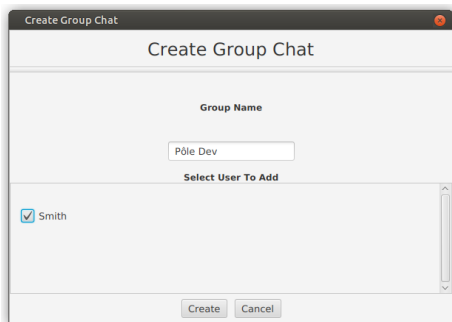 Create Group Chat
Create Group Chat
Group Name
Pôle Dev
Select User To Add
Smith
Create Cancel